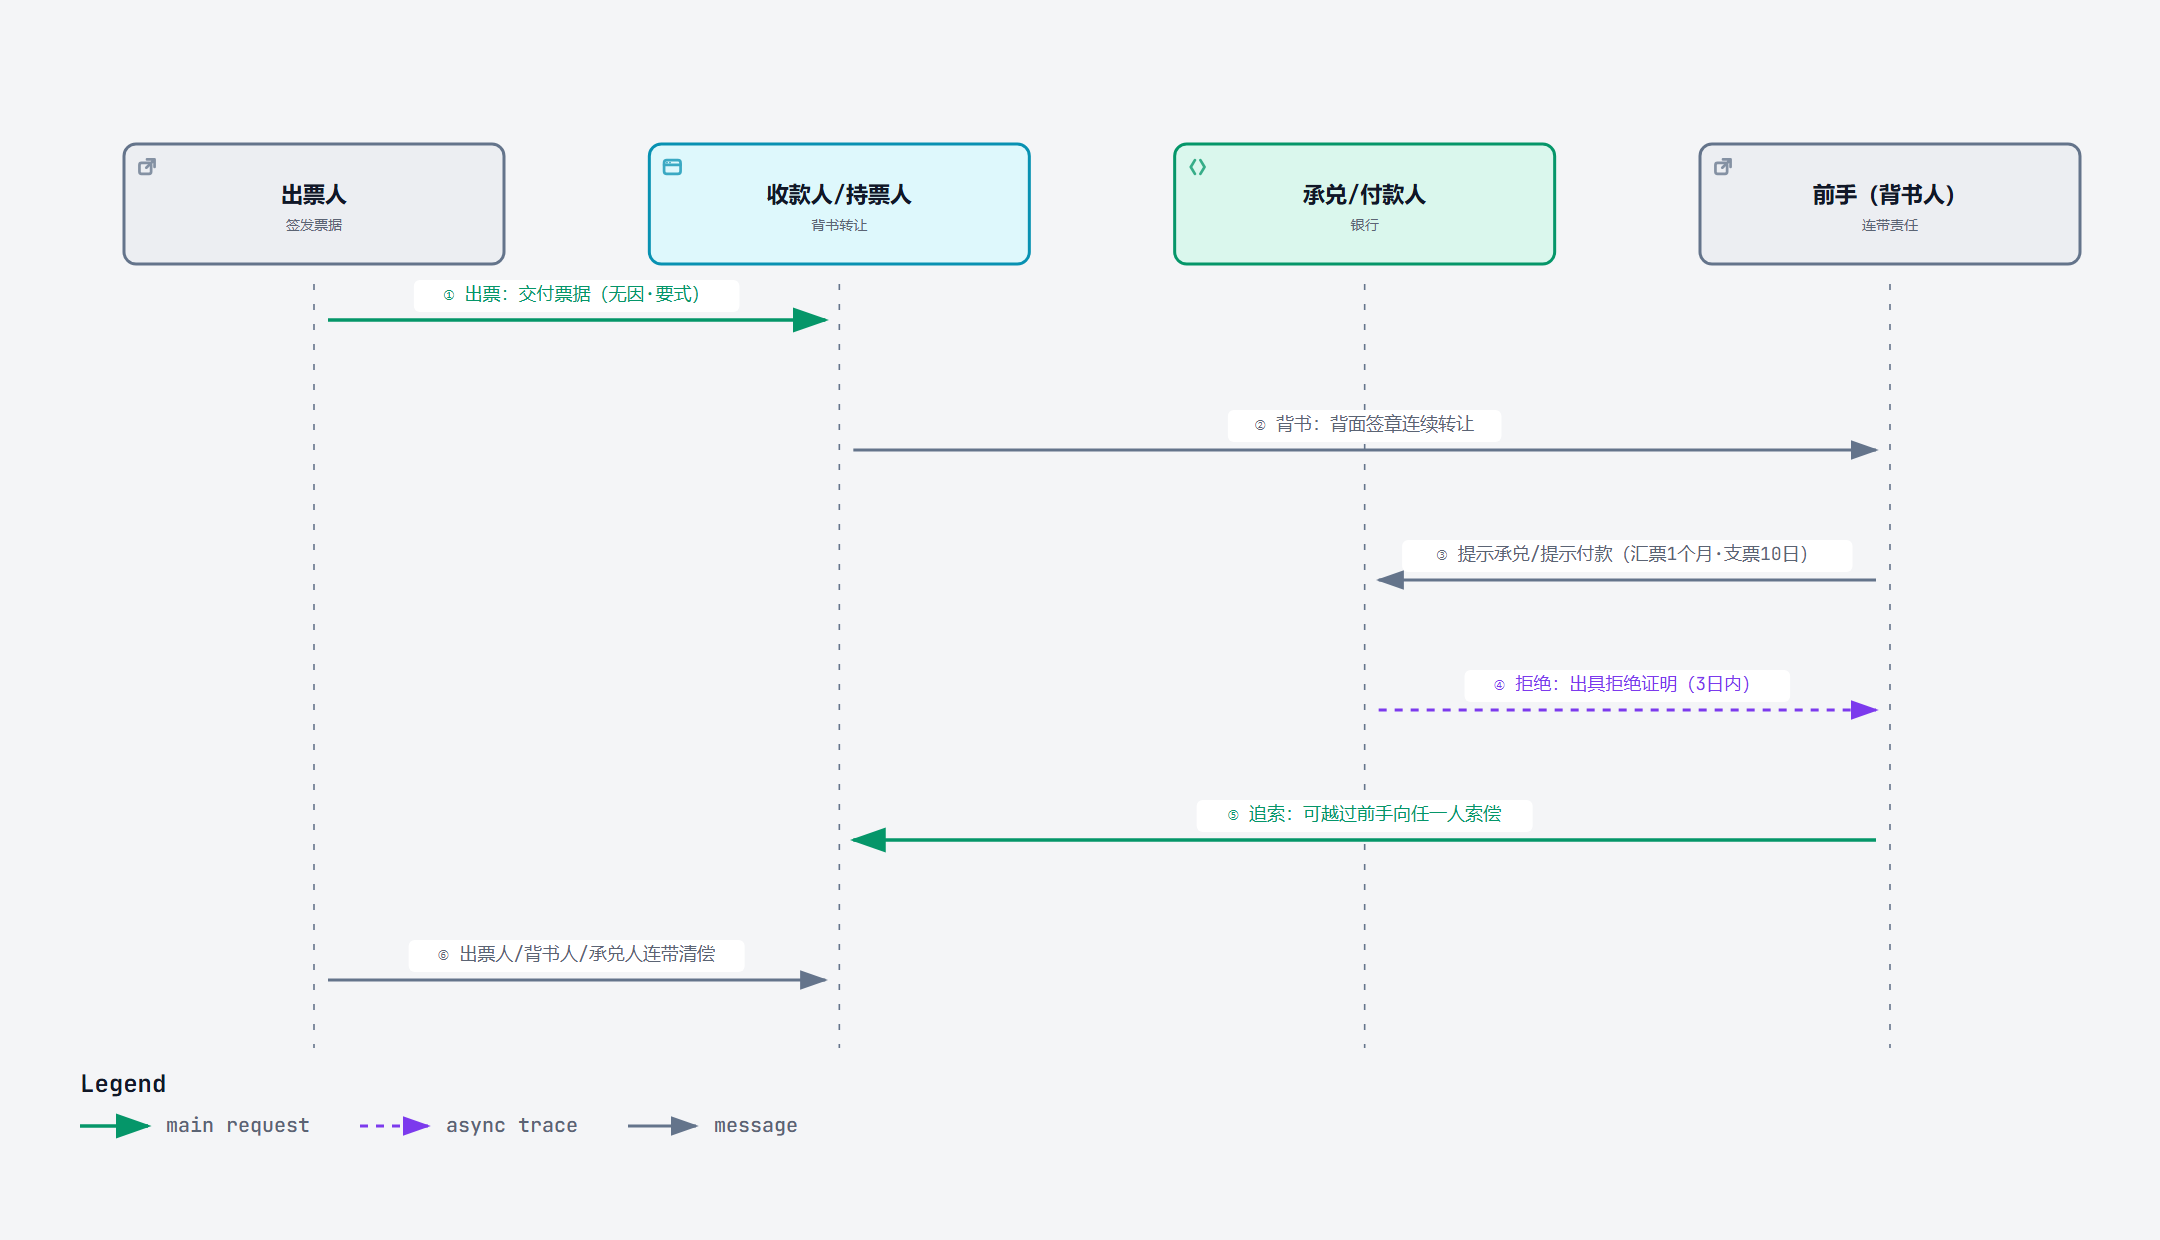 出票人
签发票据
收款人/持票人
背书转让
承兑/付款人
银行
前手（背书人）
连带责任
① 出票：交付票据（无因·要式）
② 背书：背面签章连续转让
③ 提示承兑/提示付款（汇票1个月·支票10日）
④ 拒绝：出具拒绝证明（3日内）
⑤ 追索：可越过前手向任一人索偿
⑥ 出票人/背书人/承兑人连带清偿
Legend
main request
async trace
message